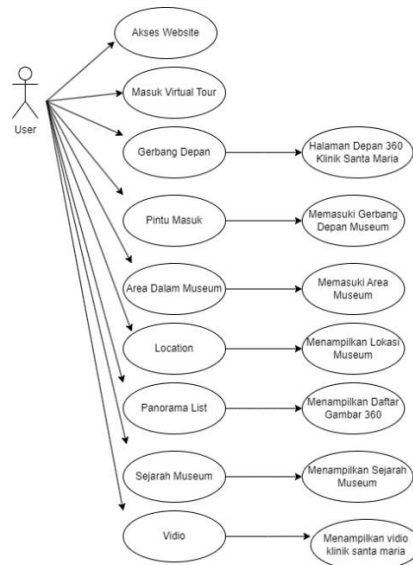 Akses Website
User
Masuk Virtual Tour
Gerbang Depan
Halaman Depan 360
Klinik Santa Maria
Pintu Masuk
Memasuki Gerbang
Depan Museum
Area Dalam Museum
Memasuki Area
Museum
Location
Menampilkan Lokasi
Museum
Panorama List
Menampilkan Daftar
Gambar 360
Sejarah Museum
Menampilkan Sejarah
Museum
Vidio
Menampilkan vidio
klinik santa maria